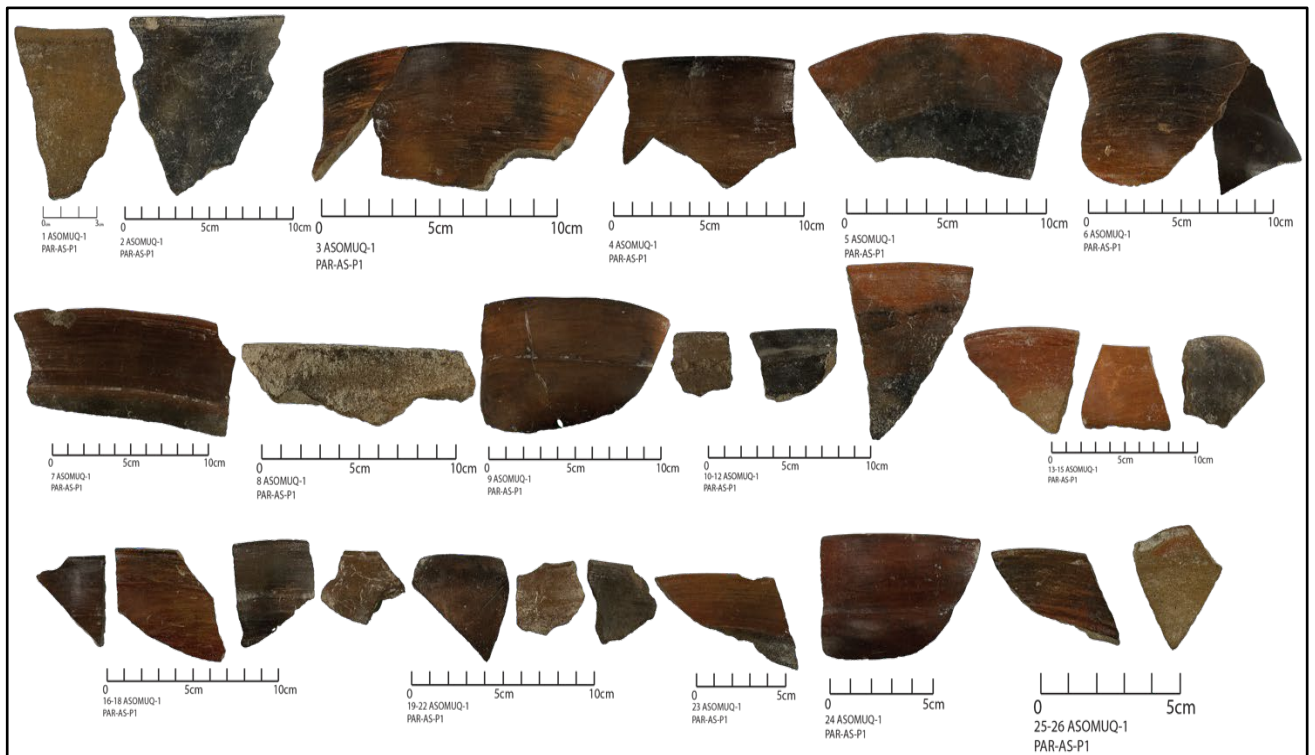 0m 3m
1 ASOMUQ-1
PAR-AS-P1
0 5cm 10cm
2 ASOMUQ-1
PAR-AS-P1
0 5cm 10cm
3 ASOMUQ-1
PAR-AS-P1
0 5cm 10cm
4 ASOMUQ-1
PAR-AS-P1
0 5cm 10cm
5 ASOMUQ-1
PAR-AS-P1
0 5cm 10cm
6 ASOMUQ-1
PAR-AS-P1
0 5cm 10cm
7 ASOMUQ-1
PAR-AS-P1
0 5cm 10cm
8 ASOMUQ-1
PAR-AS-P1
0 5cm 10cm
9 ASOMUQ-1
PAR-AS-P1
0 5cm 10cm
10-12 ASOMUQ-1
PAR-AS-P1
0 5cm 10cm
13-15 ASOMUQ-1
PAR-AS-P1
0 5cm 10cm
16-18 ASOMUQ-1
PAR-AS-P1
0 5cm 10cm
19-22 ASOMUQ-1
PAR-AS-P1
0 5cm
23 ASOMUQ-1
PAR-AS-P1
0 5cm
24 ASOMUQ-1
PAR-AS-P1
0 5cm
25-26 ASOMUQ-1
PAR-AS-P1